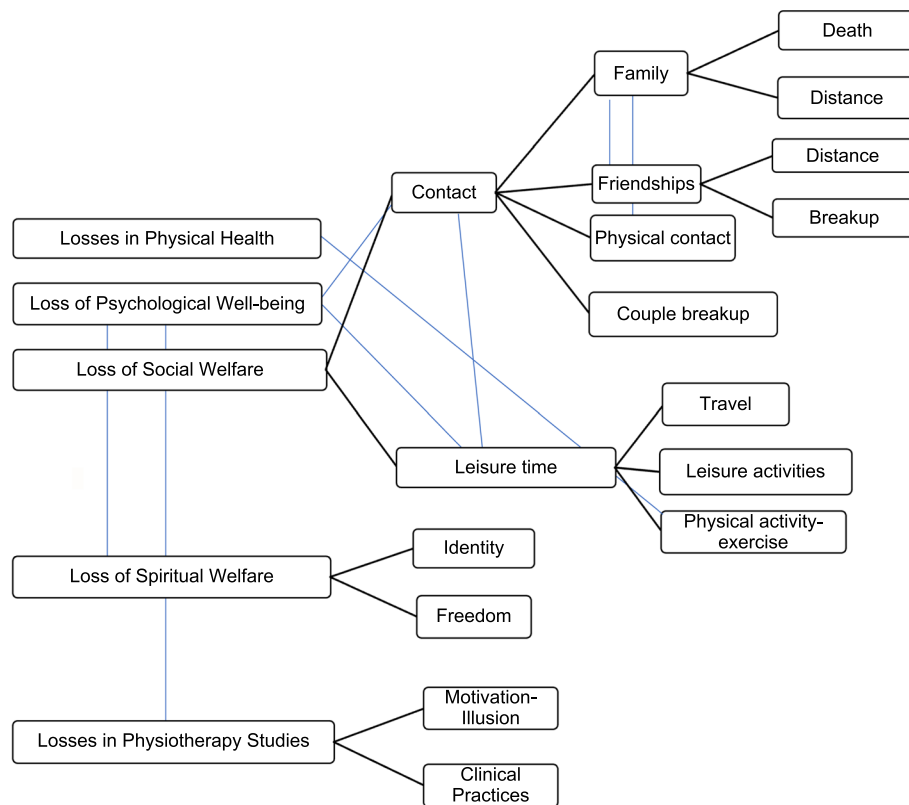 Death
Family
Distance
Distance
Friendships
Contact
Breakup
Losses in Physical Health
Physical contact
Loss of Psychological Well-being
Couple breakup
Loss of Social Welfare
Travel
Leisure time
Leisure activities
Physical activity-
exercise
Identity
Loss of Spiritual Welfare
Freedom
Motivation-
Illusion
Losses in Physiotherapy Studies
Clinical
Practices